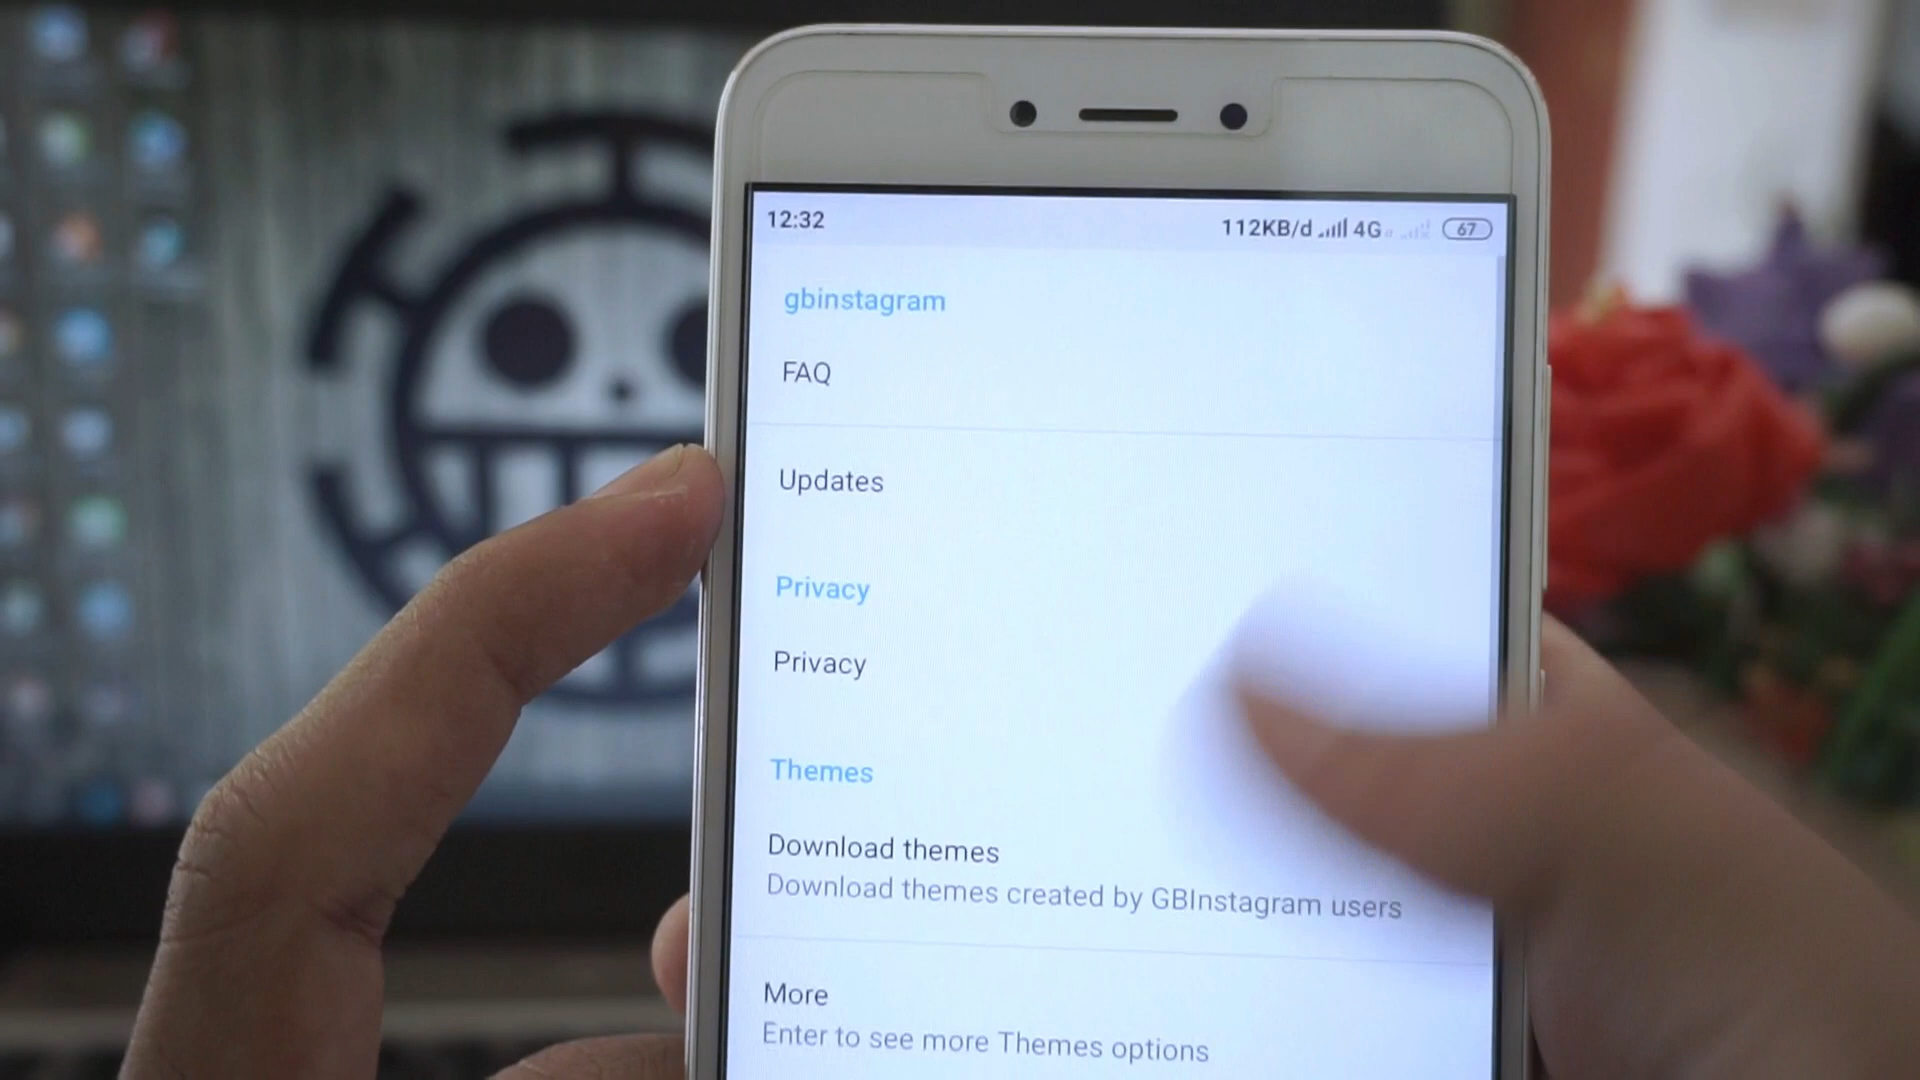 12:32
112KB/d 4G 67
gbinstagram
FAQ
Updates
Privacy
Privacy
Themes
Download themes
Download themes created by GBInstagram users
More
Enter to see more Themes options